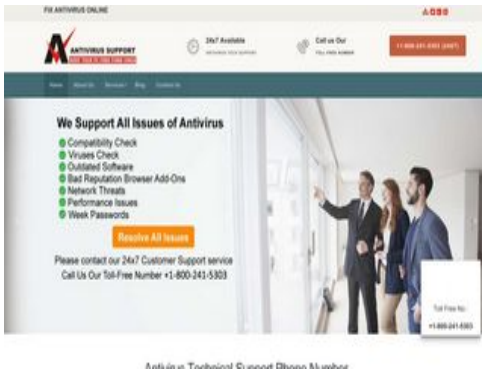 FIX ANTIVIRUS ONLINE
ANTIVIRUS SUPPORT
24x7 Available
Call us Our
TOLL FREE NUMBER
+1-800-241-5303 (24X7)
Home About Us Services Blog Contact Us
We Support All Issues of Antivirus
Compatibility Check
Viruses Check
Outdated Software
Bad Reputation Browser Add-Ons
Network Threats
Performance Issues
Week Passwords
Resolve All Issues
Please contact our 24x7 Customer Support service
Call Us Our Toll-Free Number +1-800-241-5303
Toll Free No:-
+1-800-241-5303
Antivirus Technical Support Phone Number